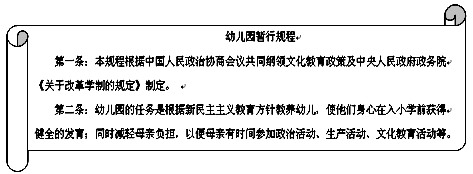 幼儿园暂行规程
第一条：本规程根据中国人民政治协商会议共同纲领文化教育政策及中央人民政府政务院
《关于改革学制的规定》制定。
第二条：幼儿园的任务是根据新民主主义教育方针教养幼儿，使他们身心在入小学前获得
健全的发育；同时减轻母亲负担，以便母亲有时间参加政治活动、生产活动、文化教育活动等。